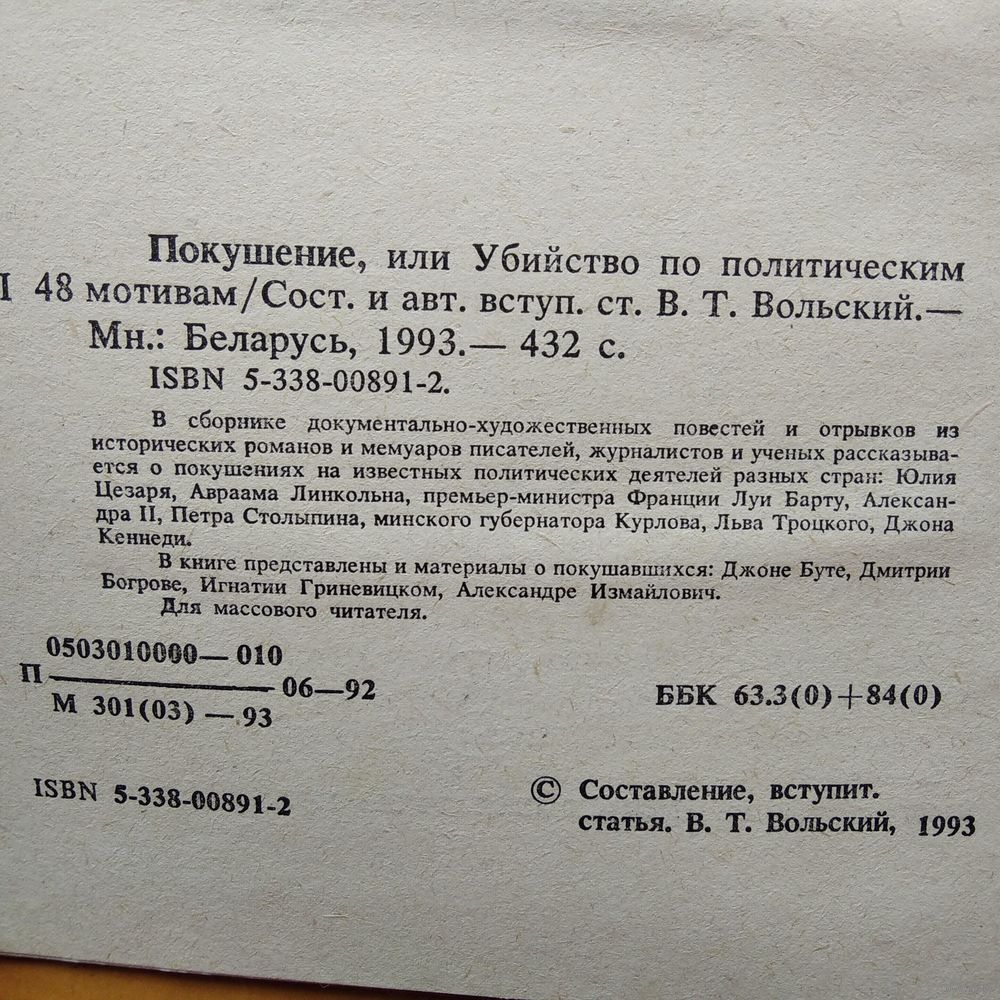 Покушение, или Убийство по политическим
П 48 мотивам/Сост. и авт. вступ. ст. В. Т. Вольский.—
Мн.: Беларусь, 1993.— 432 с.
ISBN 5-338-00891-2.
В сборнике документально-художественных повестей и отрывков из
исторических романов и мемуаров писателей, журналистов и ученых рассказыва-
ется о покушениях на известных политических деятелей разных стран: Юлия
Цезаря, Авраама Линкольна, премьер-министра Франции Луи Барту, Алексан-
дра II, Петра Столыпина, минского губернатора Курлова, Льва Троцкого, Джона
Кеннеди.
В книге представлены и материалы о покушавшихся: Джоне Буте, Дмитрии
Богрове, Игнатии Гриневицком, Александре Измайлович.
Для массового читателя.
0503010000—010
П 06—92
М 301(03) —93
ББК 63.3(0)+84(0)
ISBN 5-338-00891-2
© Составление, вступит.
статья. В. Т. Вольский, 1993